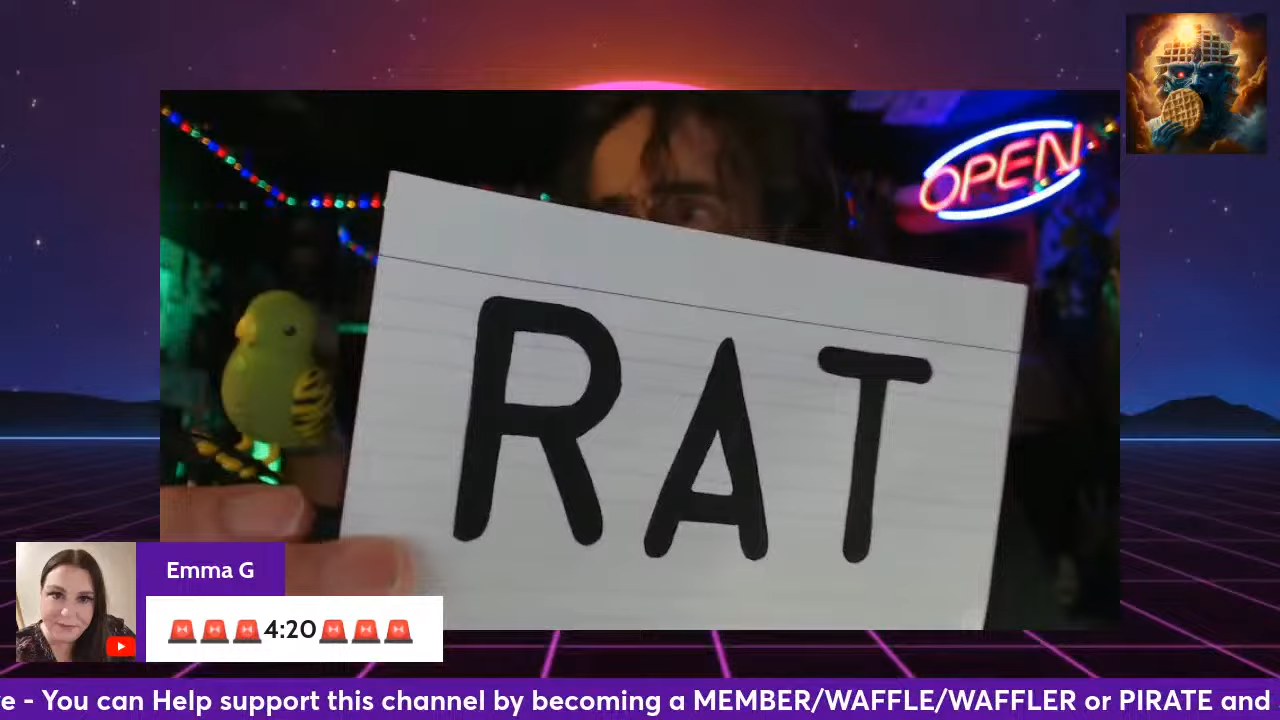 OPEN
RAT
Emma G
🚨🚨🚨4:20🚨🚨🚨
e - You can Help support this channel by becoming a MEMBER/WAFFLE/WAFFLER or PIRATE and